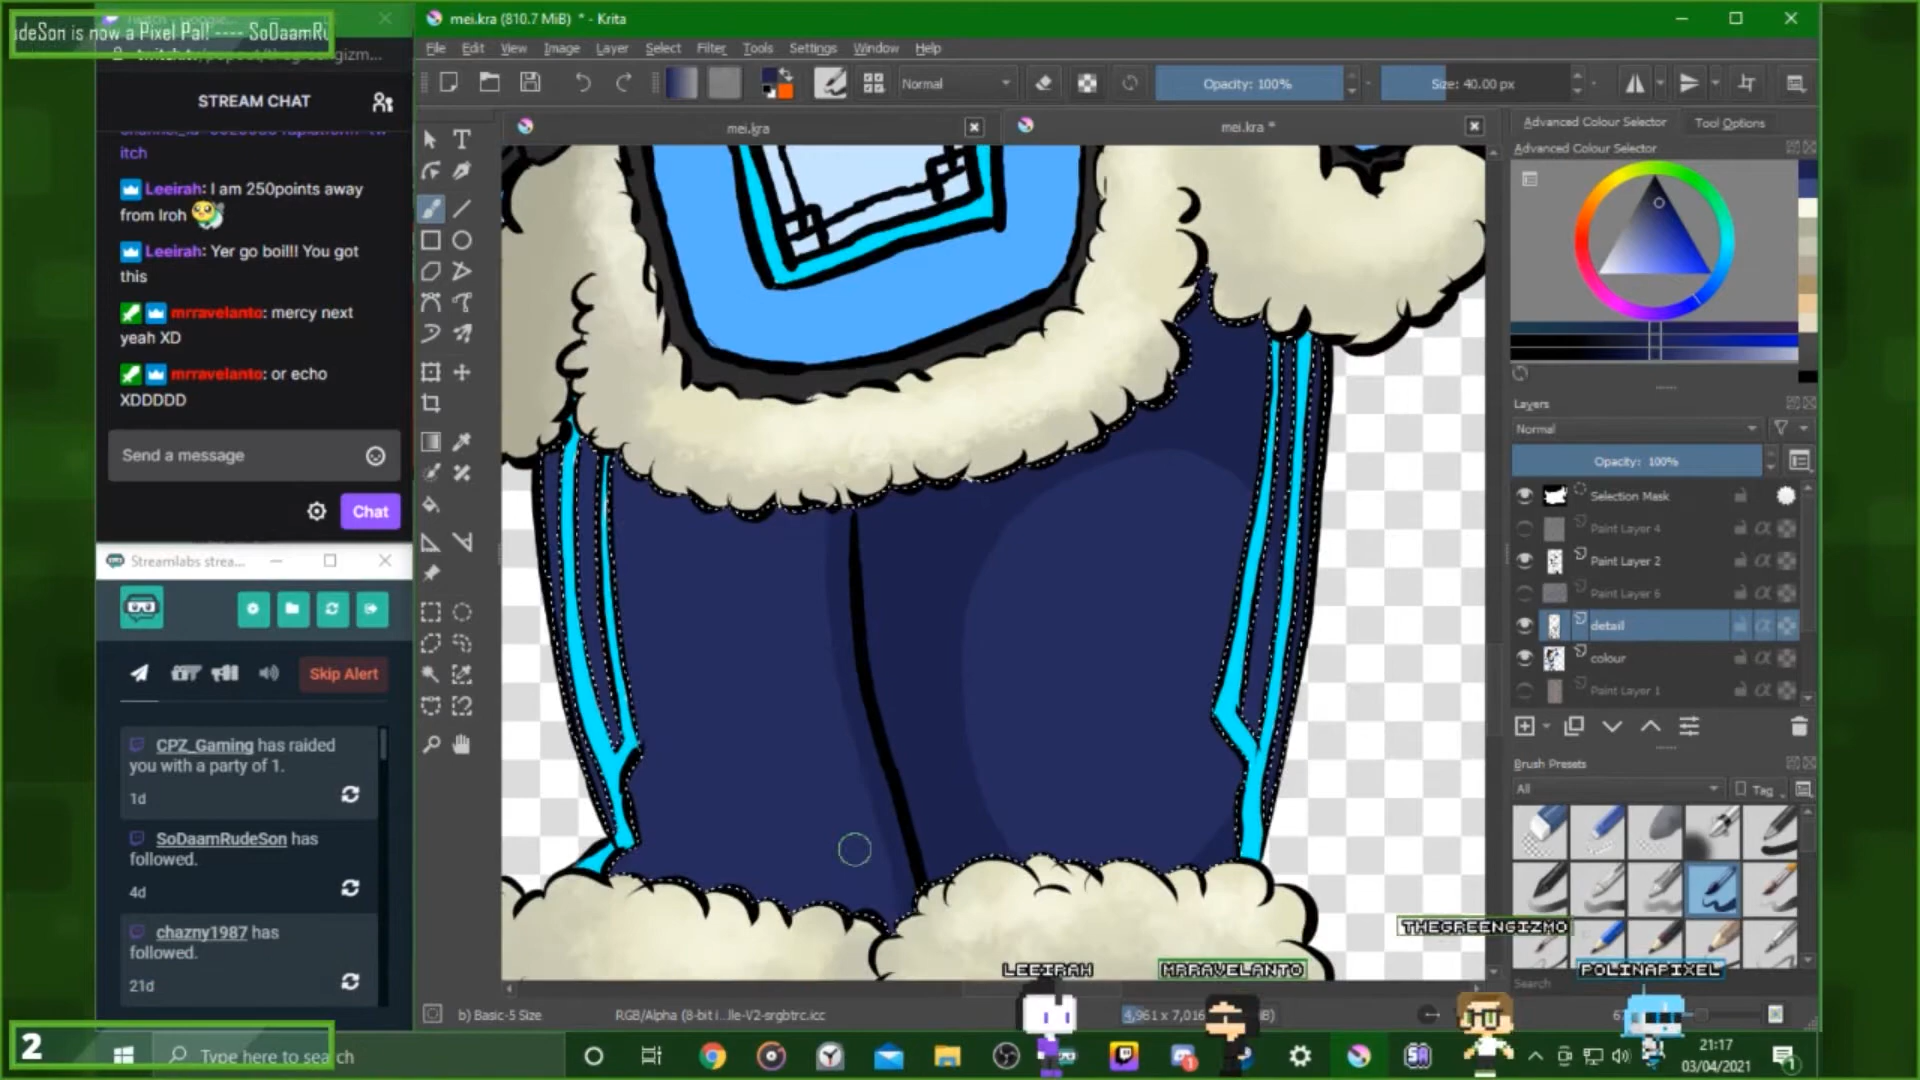 udeSon is now a Pixel Pal! ---- SoDaamRu
STREAM CHAT
itch
Leeirah: I am 250points away
from Iroh
Leeirah: Yer go boil!!! You got
this
mrravelanto: mercy next
yeah XD
mrravelanto: or echo
XDDDDD
Send a message
Chat
Streamlabs strea...
Skip Alert
CPZ_Gaming has raided
you with a party of 1.
1d
SoDaamRudeSon has
followed.
4d
chazny1987 has
followed.
21d
2
Type here to search
mei.kra (810.7 MiB) * - Krita
File Edit View Image Layer Select Filter Tools Settings Window Help
Normal
Opacity: 100%
Size: 40.00 px
mei.kra
mei.kra *
Advanced Colour Selector
Tool Options
Advanced Colour Selector
Layers
Normal
Opacity: 100%
Selection Mask
Paint Layer 4
Paint Layer 2
Paint Layer 6
detail
colour
Paint Layer 1
Brush Presets
All
Tag
Search
THEGREENGIZMO
LEEIRAH
MRRAVELANTO
POLINAPIXEL
b) Basic-5 Size
RGB/Alpha (8-bit i...lle-V2-srgbtrc.icc
4,961 x 7,016
21:17
03/04/2021